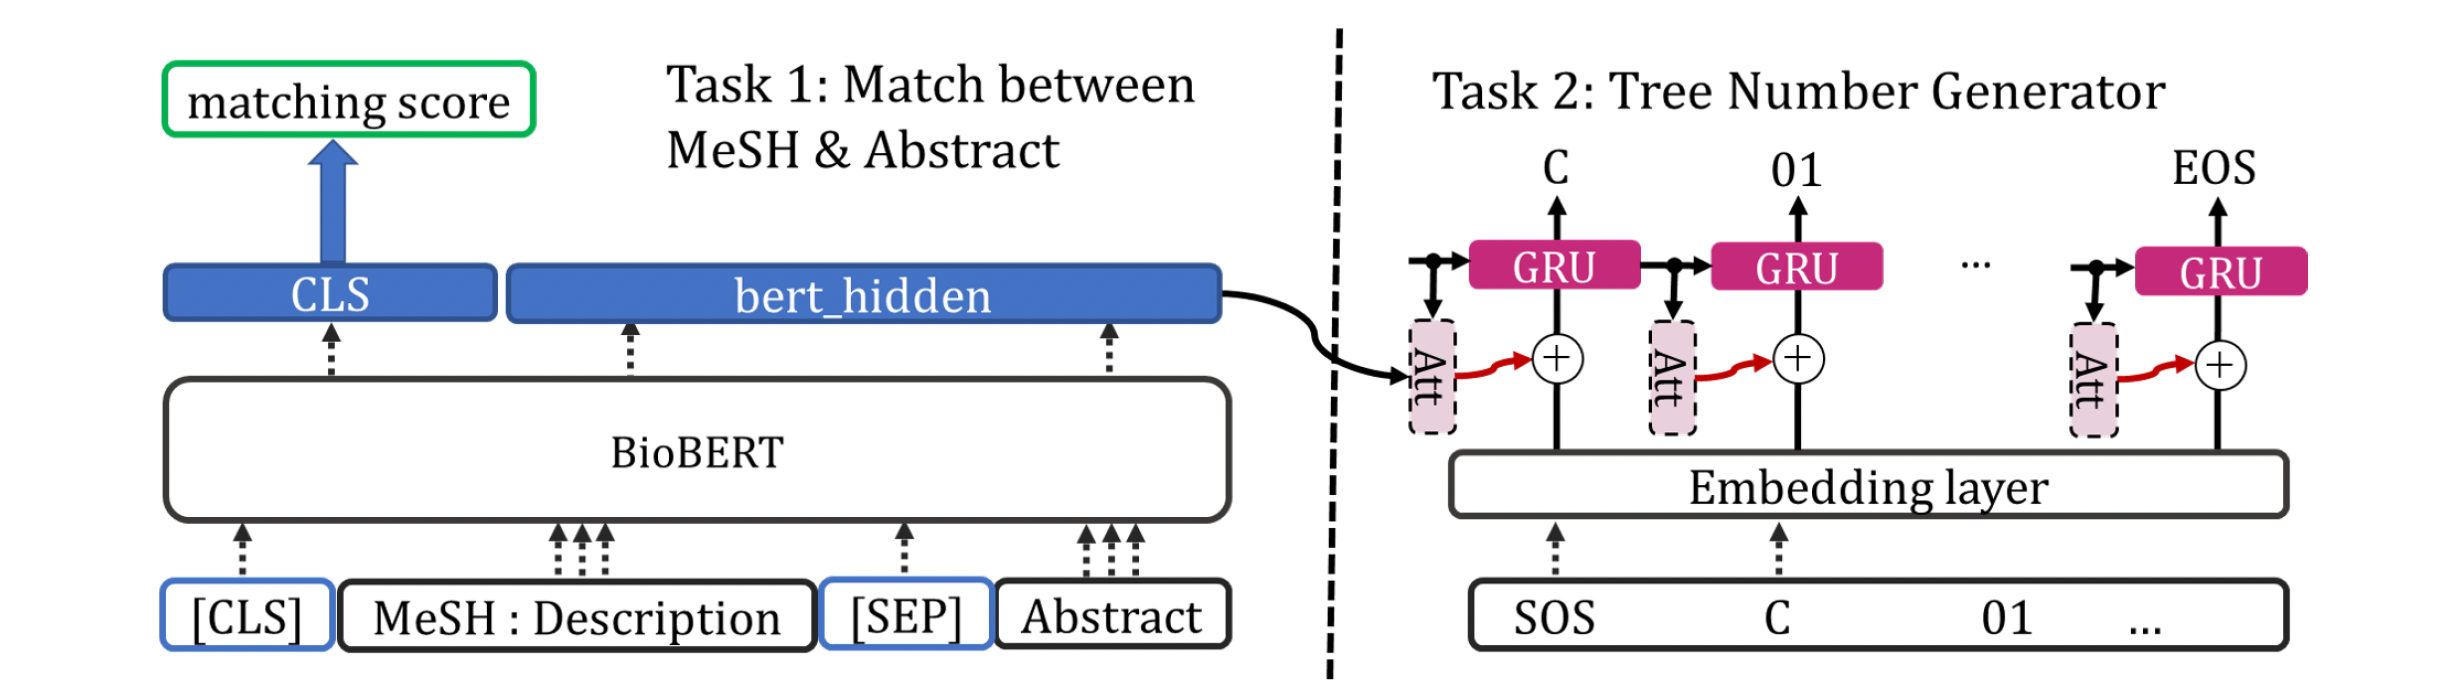 matching score
Task 1: Match between
MeSH & Abstract
CLS
bert_hidden
BioBERT
[CLS]
MeSH : Description
[SEP]
Abstract
Task 2: Tree Number Generator
C
01
EOS
GRU
GRU
...
GRU
Att
Att
Att
+
+
+
Embedding layer
SOS C 01 ...